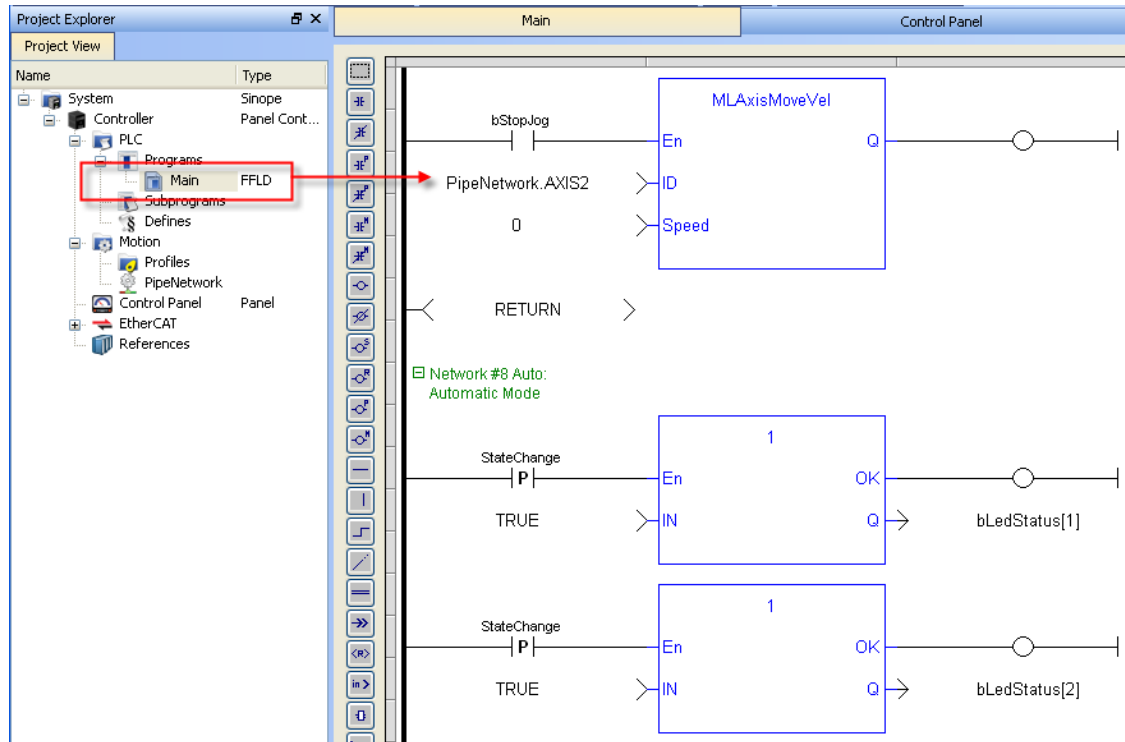 Project Explorer
Project View
Name Type
System Sinope
Controller Panel Cont...
PLC
Programs
Main FFLD
Subprograms
Defines
Motion
Profiles
PipeNetwork
Control Panel Panel
EtherCAT
References
Main Control Panel
MLAxisMoveVel
bStopJog
En Q
PipeNetwork.AXIS2 ID
0 Speed
RETURN
Network #8 Auto:
Automatic Mode
1
StateChange
P En OK
TRUE IN Q bLedStatus[1]
1
StateChange
P En OK
TRUE IN Q bLedStatus[2]
P
P
N
N
S
R
P
N
<R>
in >